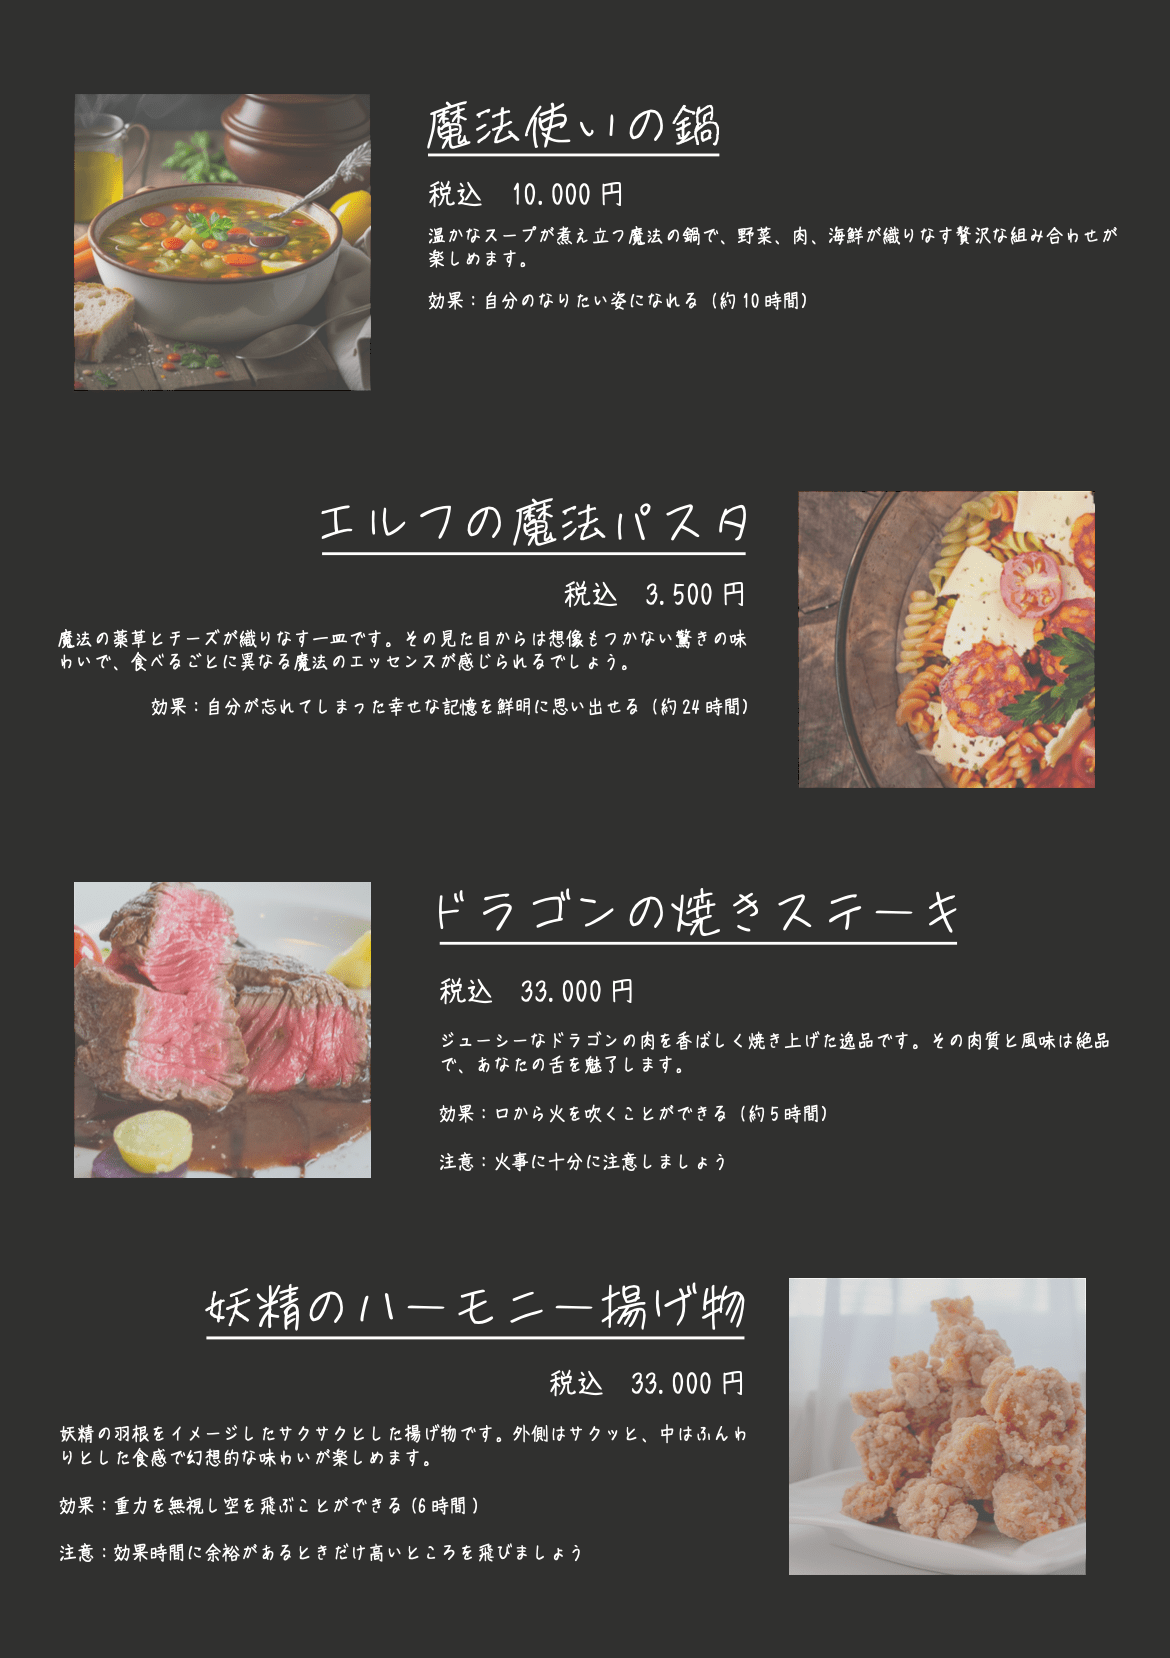 魔法使いの鍋
税込 10.000 円
温かなスープが煮え立つ魔法の鍋で、野菜、肉、海鮮が織りなす贅沢な組み合わせが
楽しめます。
効果：自分のなりたい姿になれる（約 10 時間）
エルフの魔法パスタ
税込 3.500 円
魔法の薬草とチーズが織りなす一皿です。その見た目からは想像もつかない驚きの味
わいで、食べるごとに異なる魔法のエッセンスが感じられるでしょう。
効果：自分が忘れてしまった幸せな記憶を鮮明に思い出せる（約 24 時間）
ドラゴンの焼きステーキ
税込 33.000 円
ジューシーなドラゴンの肉を香ばしく焼き上げた逸品です。その肉質と風味は絶品
で、あなたの舌を魅了します。
効果：口から火を吹くことができる（約 5 時間）
注意：火事に十分に注意しましょう
妖精のハーモニー揚げ物
税込 33.000 円
妖精の羽根をイメージしたサクサクとした揚げ物です。外側はサクッと、中はふんわ
りとした食感で幻想的な味わいが楽しめます。
効果：重力を無視し空を飛ぶことができる (6 時間 )
注意：効果時間に余裕があるときだけ高いところを飛びましょう